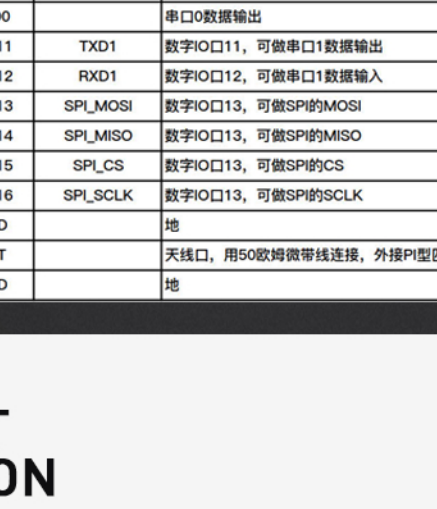 串口0数据输出
TXD1 数字IO口11，可做串口1数据输出
RXD1 数字IO口12，可做串口1数据输入
SPI_MOSI 数字IO口13，可做SPI的MOSI
SPI_MISO 数字IO口13，可做SPI的MISO
SPI_CS 数字IO口13，可做SPI的CS
SPI_SCLK 数字IO口13，可做SPI的SCLK
地
天线口，用50欧姆微带线连接，外接PI型
地
ON